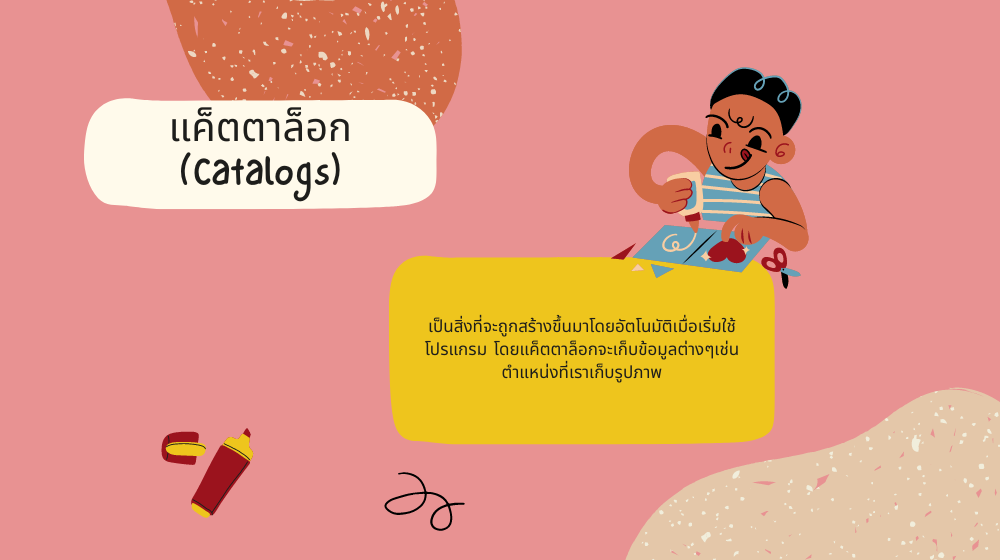 แค็ตตาล็อก
(Catalogs)
เป็นสิ่งที่จะถูกสร้างขึ้นมาโดยอัตโนมัติเมื่อเริ่มใช้
โปรแกรม โดยแค็ตตาล็อกจะเก็บข้อมูลต่างๆเช่น
ตำแหน่งที่เราเก็บรูปภาพ